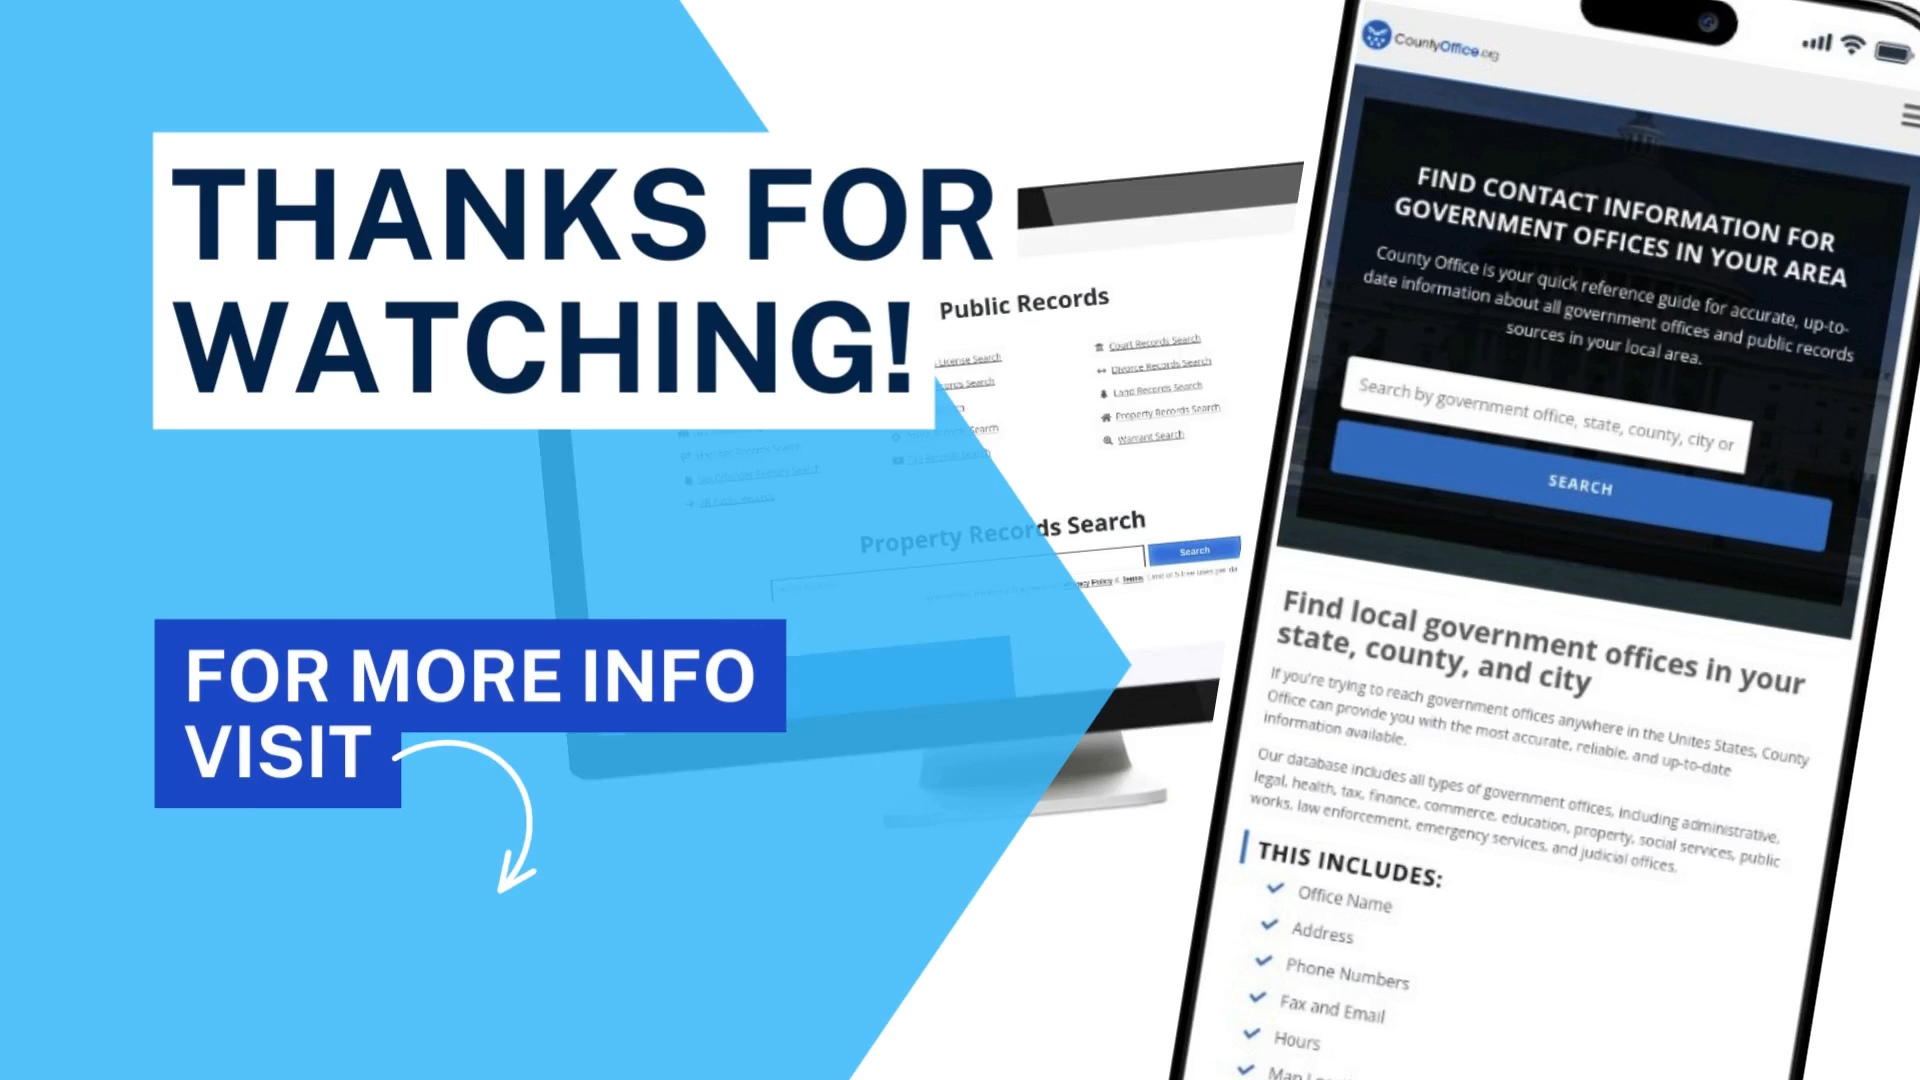 THANKS FOR
WATCHING!
FOR MORE INFO
VISIT
Public Records
License Search
Court Records Search
Divorce Records Search
Land Records Search
Property Records Search
Warrant Search
Property Records Search
Search
Privacy Policy & Terms.
CountyOffice.org
FIND CONTACT INFORMATION FOR
GOVERNMENT OFFICES IN YOUR AREA
County Office is your quick reference guide for accurate, up-to-
date information about all government offices and public records
sources in your local area.
Search by government office, state, county, city or
SEARCH
Find local government offices in your
state, county, and city
If you're trying to reach government offices anywhere in the Unites States, County
Office can provide you with the most accurate, reliable, and up-to-date
information available.
Our database includes all types of government offices, including administrative,
legal, health, tax, finance, commerce, education, property, social services, public
works, law enforcement, emergency services, and judicial offices.
THIS INCLUDES:
Office Name
Address
Phone Numbers
Fax and Email
Hours